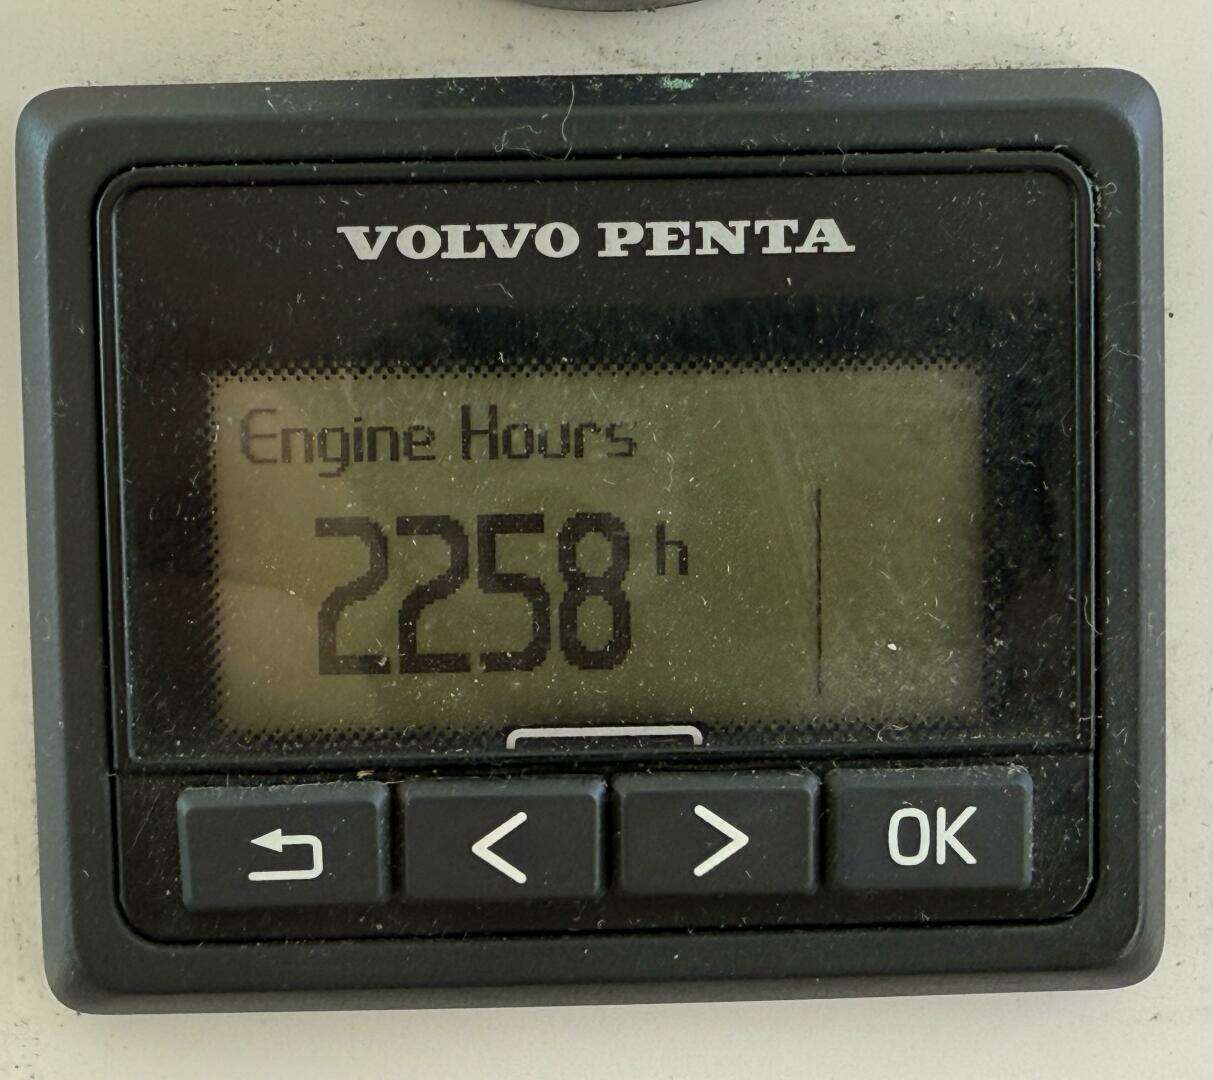 VOLVO PENTA
Engine Hours
2258 h
< > OK